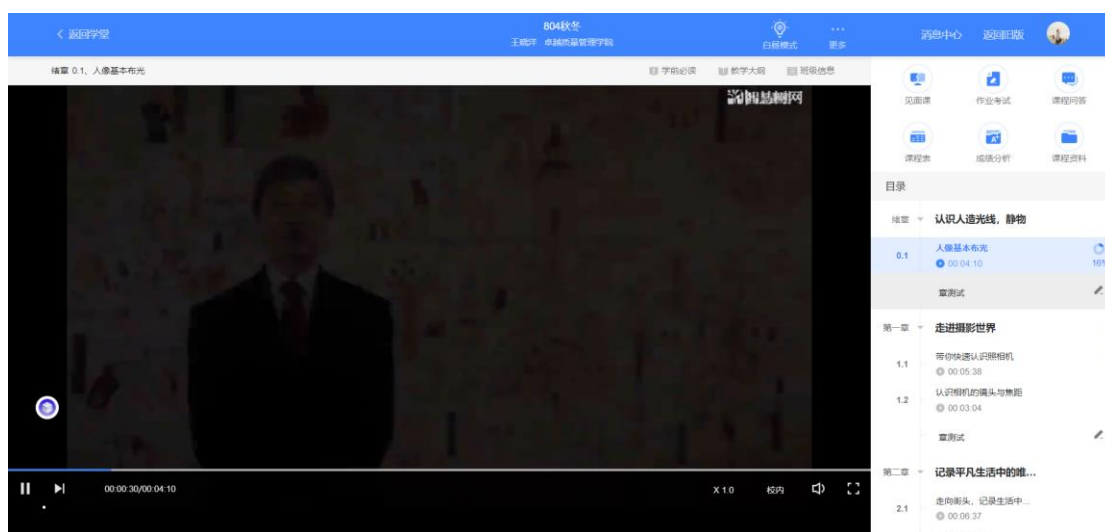 < 返回学堂
804秋冬
王晓洋 卓越质量管理学院
白昼模式
更多
消息中心
返回旧版
绪章 0.1、人像基本布光
学前必读
教学大纲
班级信息
智慧树网
见面课
作业考试
课程问答
课程表
成绩分析
课程资料
目录
绪章 认识人造光线，静物
0.1 人像基本布光
00:04:10
16%
章测试
第一章 走进摄影世界
1.1 带你快速认识照相机
00:05:38
1.2 认识相机的镜头与焦距
00:03:04
章测试
第二章 记录平凡生活中的唯...
2.1 走向街头，记录生活中...
00:06:37
00:00:30/00:04:10
X 1.0
校内